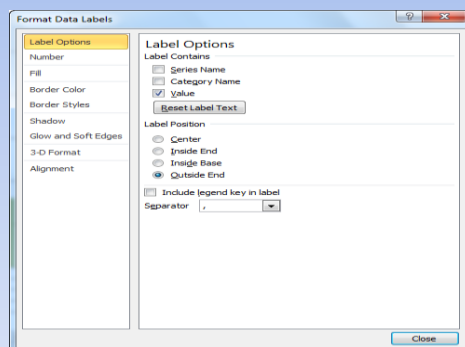 Format Data Labels
Label Options
Number
Fill
Border Color
Border Styles
Shadow
Glow and Soft Edges
3-D Format
Alignment
Label Options
Label Contains
Series Name
Category Name
Value
Reset Label Text
Label Position
Center
Inside End
Inside Base
Outside End
Include legend key in label
Separator ,
Close